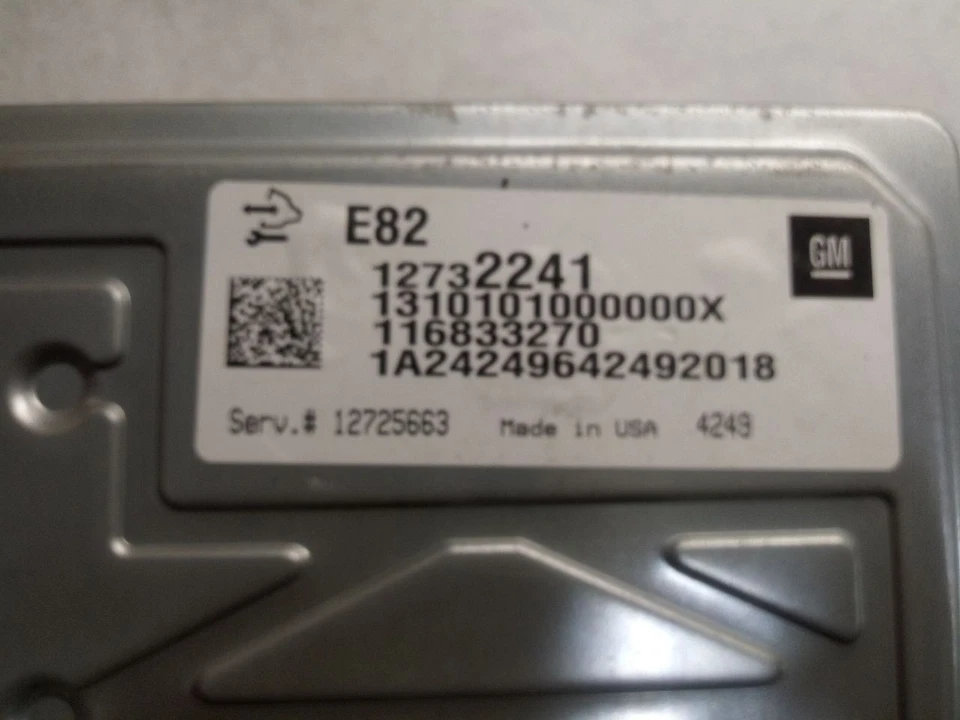 E82
GM
12732241
1310101000000X
116833270
1A24249642492018
Serv.# 12725663 Made in USA 4249